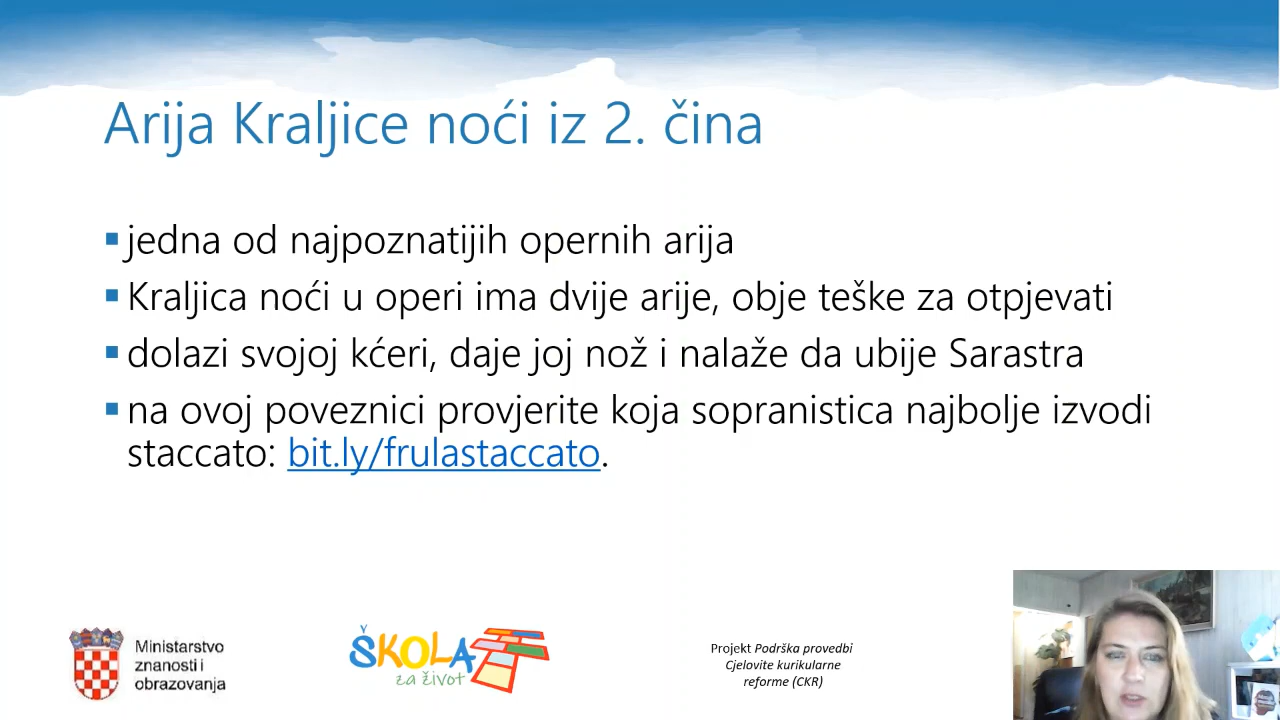 Arija Kraljice noći iz 2. čina
jedna od najpoznatijih opernih arija
Kraljica noći u operi ima dvije arije, obje teške za otpjevati
dolazi svojoj kćeri, daje joj nož i nalaže da ubije Sarastra
na ovoj poveznici provjerite koja sopranistica najbolje izvodi
staccato: bit.ly/frulastaccato.
Ministarstvo
znanosti i
obrazovanja
ŠKOLA
za život
Projekt Podrška provedbi
Cjelovite kurikularne
reforme (CKR)